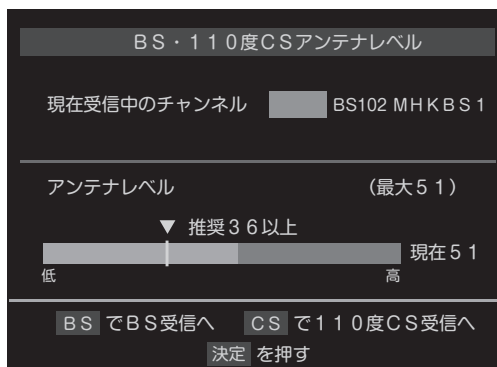 BS・110度CSアンテナレベル
現在受信中のチャンネル BS102 MHKBS1
アンテナレベル (最大51)
▼ 推奨36以上
現在51
低 高
BS でBS受信へ CS で110度CS受信へ
決定 を押す